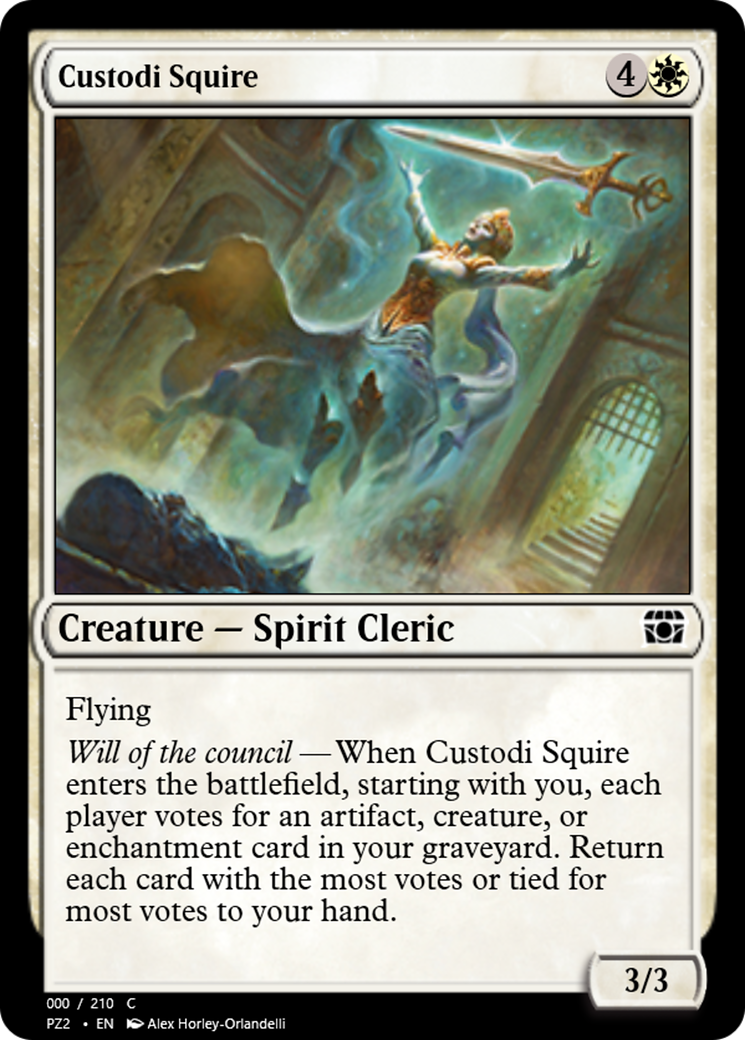 Custodi Squire 4
Creature — Spirit Cleric
Flying
Will of the council — When Custodi Squire
enters the battlefield, starting with you, each
player votes for an artifact, creature, or
enchantment card in your graveyard. Return
each card with the most votes or tied for
most votes to your hand.
3/3
000 / 210 C
PZ2 • EN Alex Horley-Orlandelli